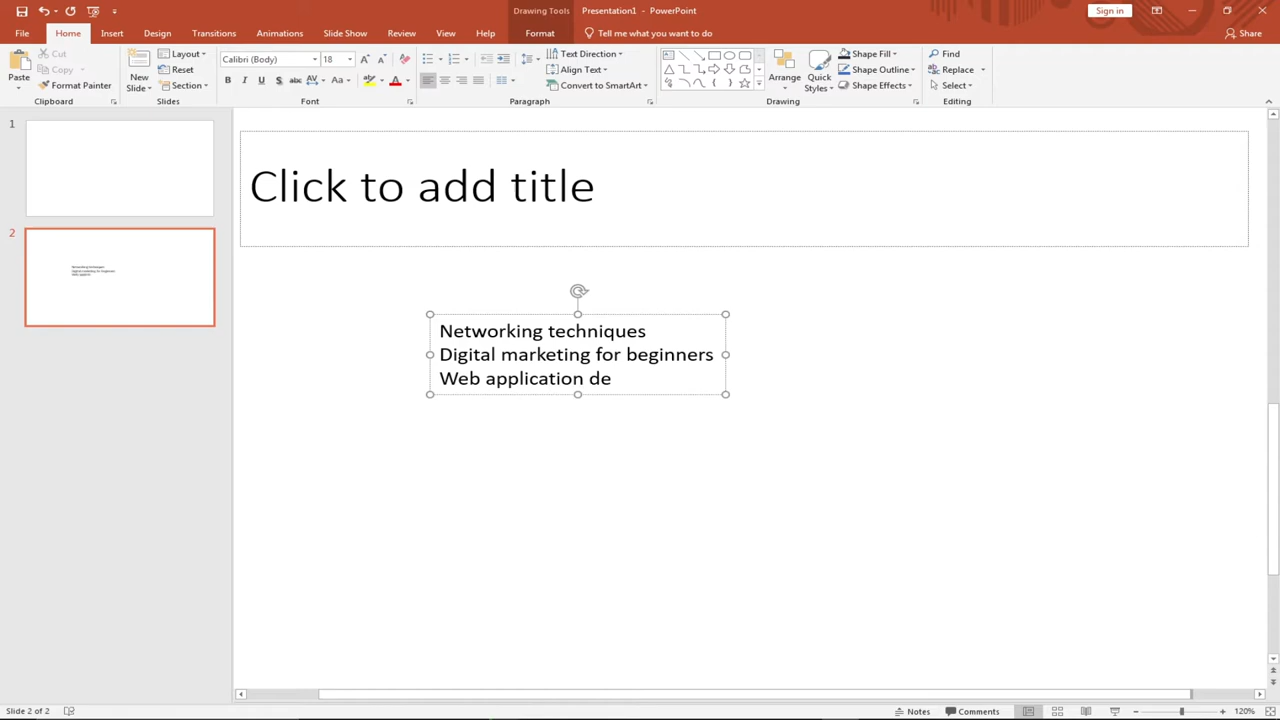 Drawing Tools
Presentation1 - PowerPoint
Sign in
File
Home
Insert
Design
Transitions
Animations
Slide Show
Review
View
Help
Format
Tell me what you want to do
Share
Paste
Cut
Copy
Format Painter
Clipboard
New
Slide
Layout
Reset
Section
Slides
Calibri (Body)
18
B I U S abc AV Aa A
Font
Text Direction
Align Text
Convert to SmartArt
Paragraph
Arrange
Quick
Styles
Shape Fill
Shape Outline
Shape Effects
Drawing
Find
Replace
Select
Editing
1
2
Click to add title
Networking techniques
Digital marketing for beginners
Web application de
Slide 2 of 2
Notes
Comments
120%